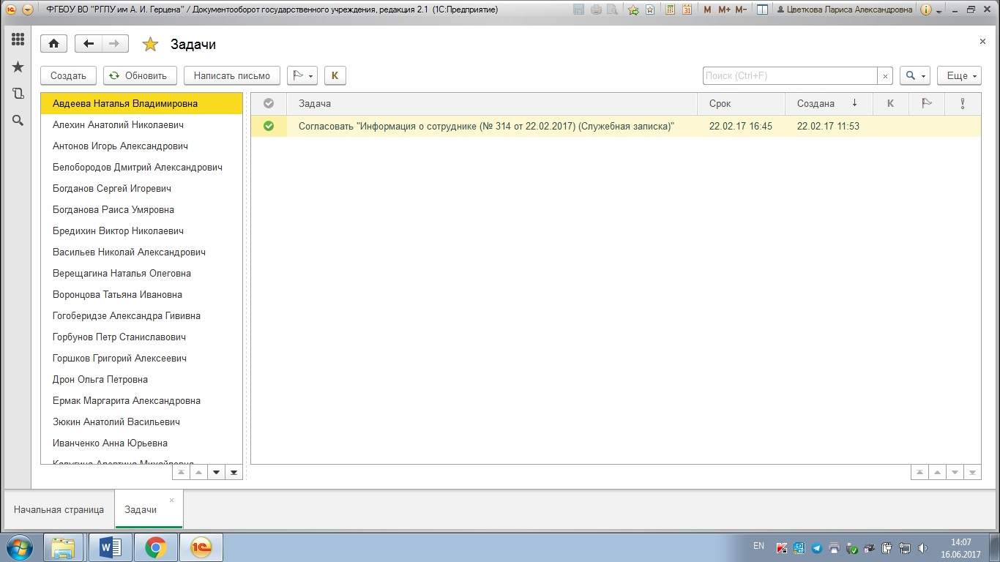 ФГБОУ ВО "РГПУ им А. И. Герцена" / Документооборот государственного учреждения, редакция 2.1 (1С:Предприятие)
M M+ M- Цветкова Лариса Александровна
Задачи
Создать Обновить Написать письмо К Поиск (Ctrl+F) Еще
Задача Срок Создана К
Согласовать "Информация о сотруднике (№ 314 от 22.02.2017) (Служебная записка)" 22.02.17 16:45 22.02.17 11:53
Авдеева Наталья Владимировна
Алехин Анатолий Николаевич
Антонов Игорь Александрович
Белобородов Дмитрий Александрович
Богданов Сергей Игоревич
Богданова Раиса Умяровна
Бредихин Виктор Николаевич
Васильев Николай Александрович
Верещагина Наталья Олеговна
Воронцова Татьяна Ивановна
Гогоберидзе Александра Гививна
Горбунов Петр Станиславович
Горшков Григорий Алексеевич
Дрон Ольга Петровна
Ермак Маргарита Александровна
Зюкин Анатолий Васильевич
Иванченко Анна Юрьевна
Начальная страница Задачи
EN 14:07
16.06.2017